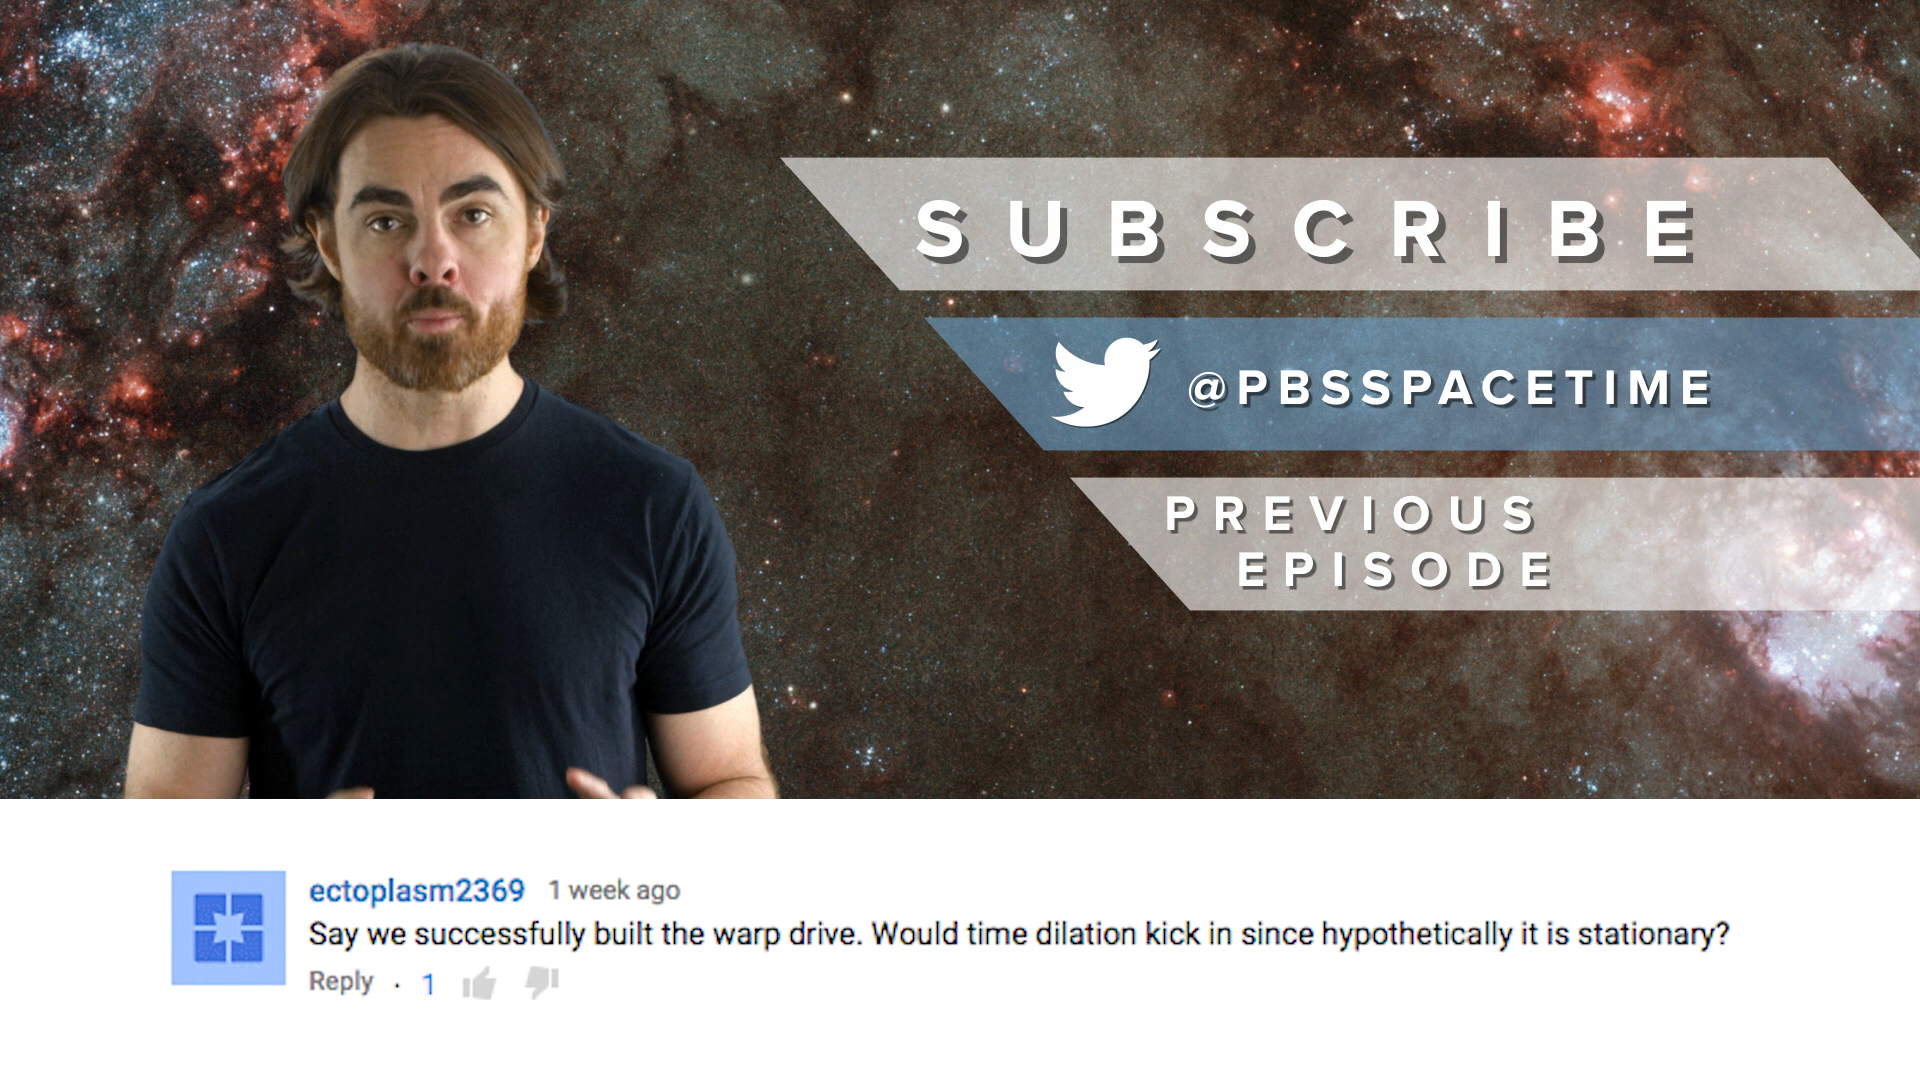 SUBSCRIBE
@PBSSPACETIME
PREVIOUS
EPISODE
ectoplasm2369 1 week ago
Say we successfully built the warp drive. Would time dilation kick in since hypothetically it is stationary?
Reply · 1